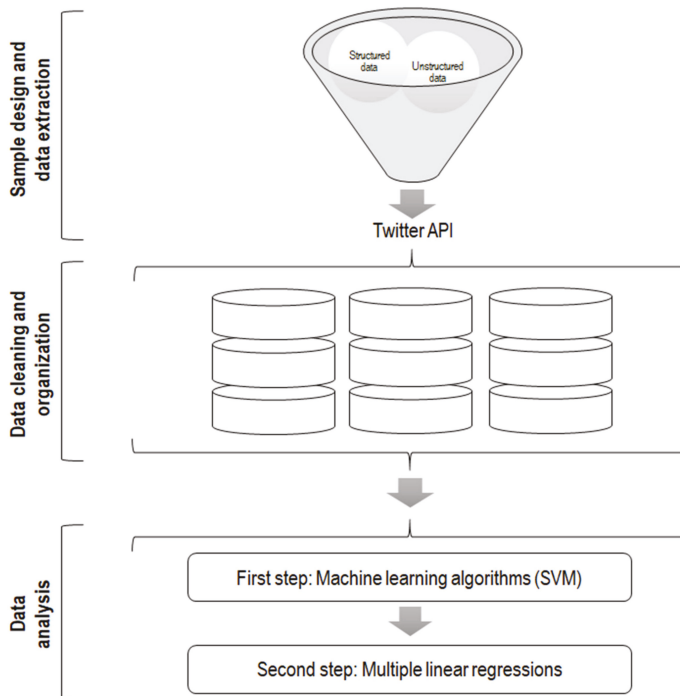 Sample design and
data extraction
Structured
data
Unstructured
data
Twitter API
Data cleaning and
organization
Data
analysis
First step: Machine learning algorithms (SVM)
Second step: Multiple linear regressions